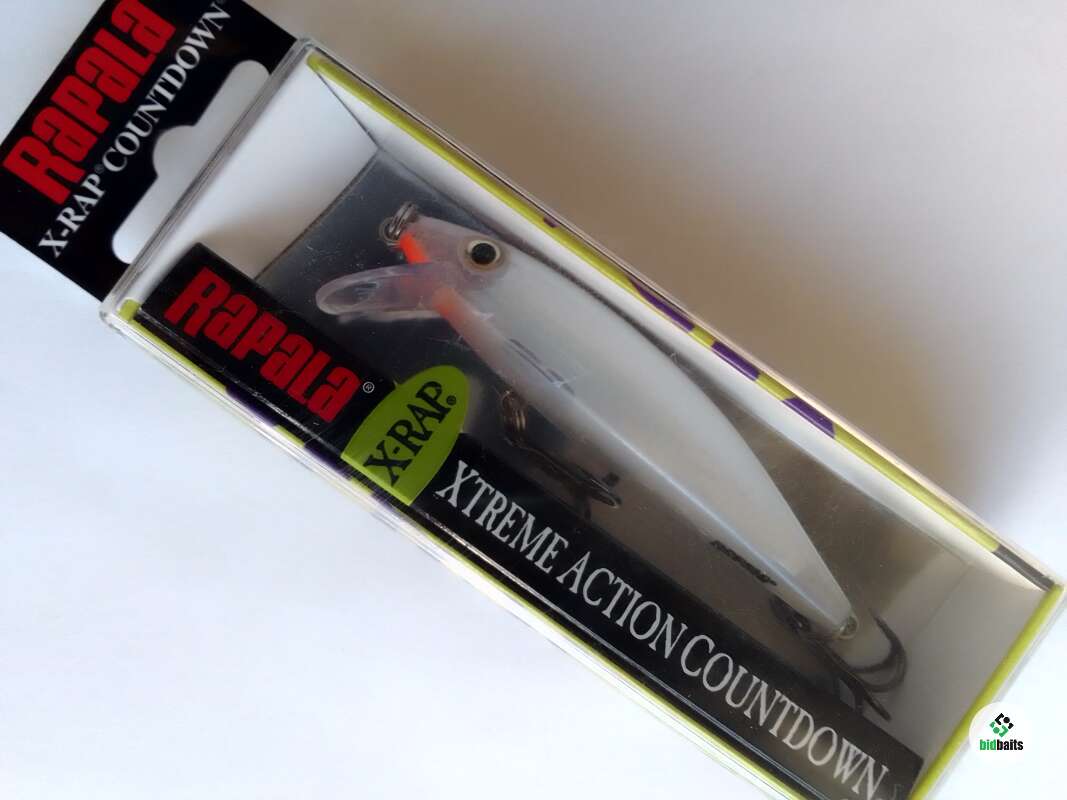 Rapala
X-RAP® COUNTDOWN®
Rapala®
X-RAP®
XTREME ACTION COUNTDOWN
bidbaits